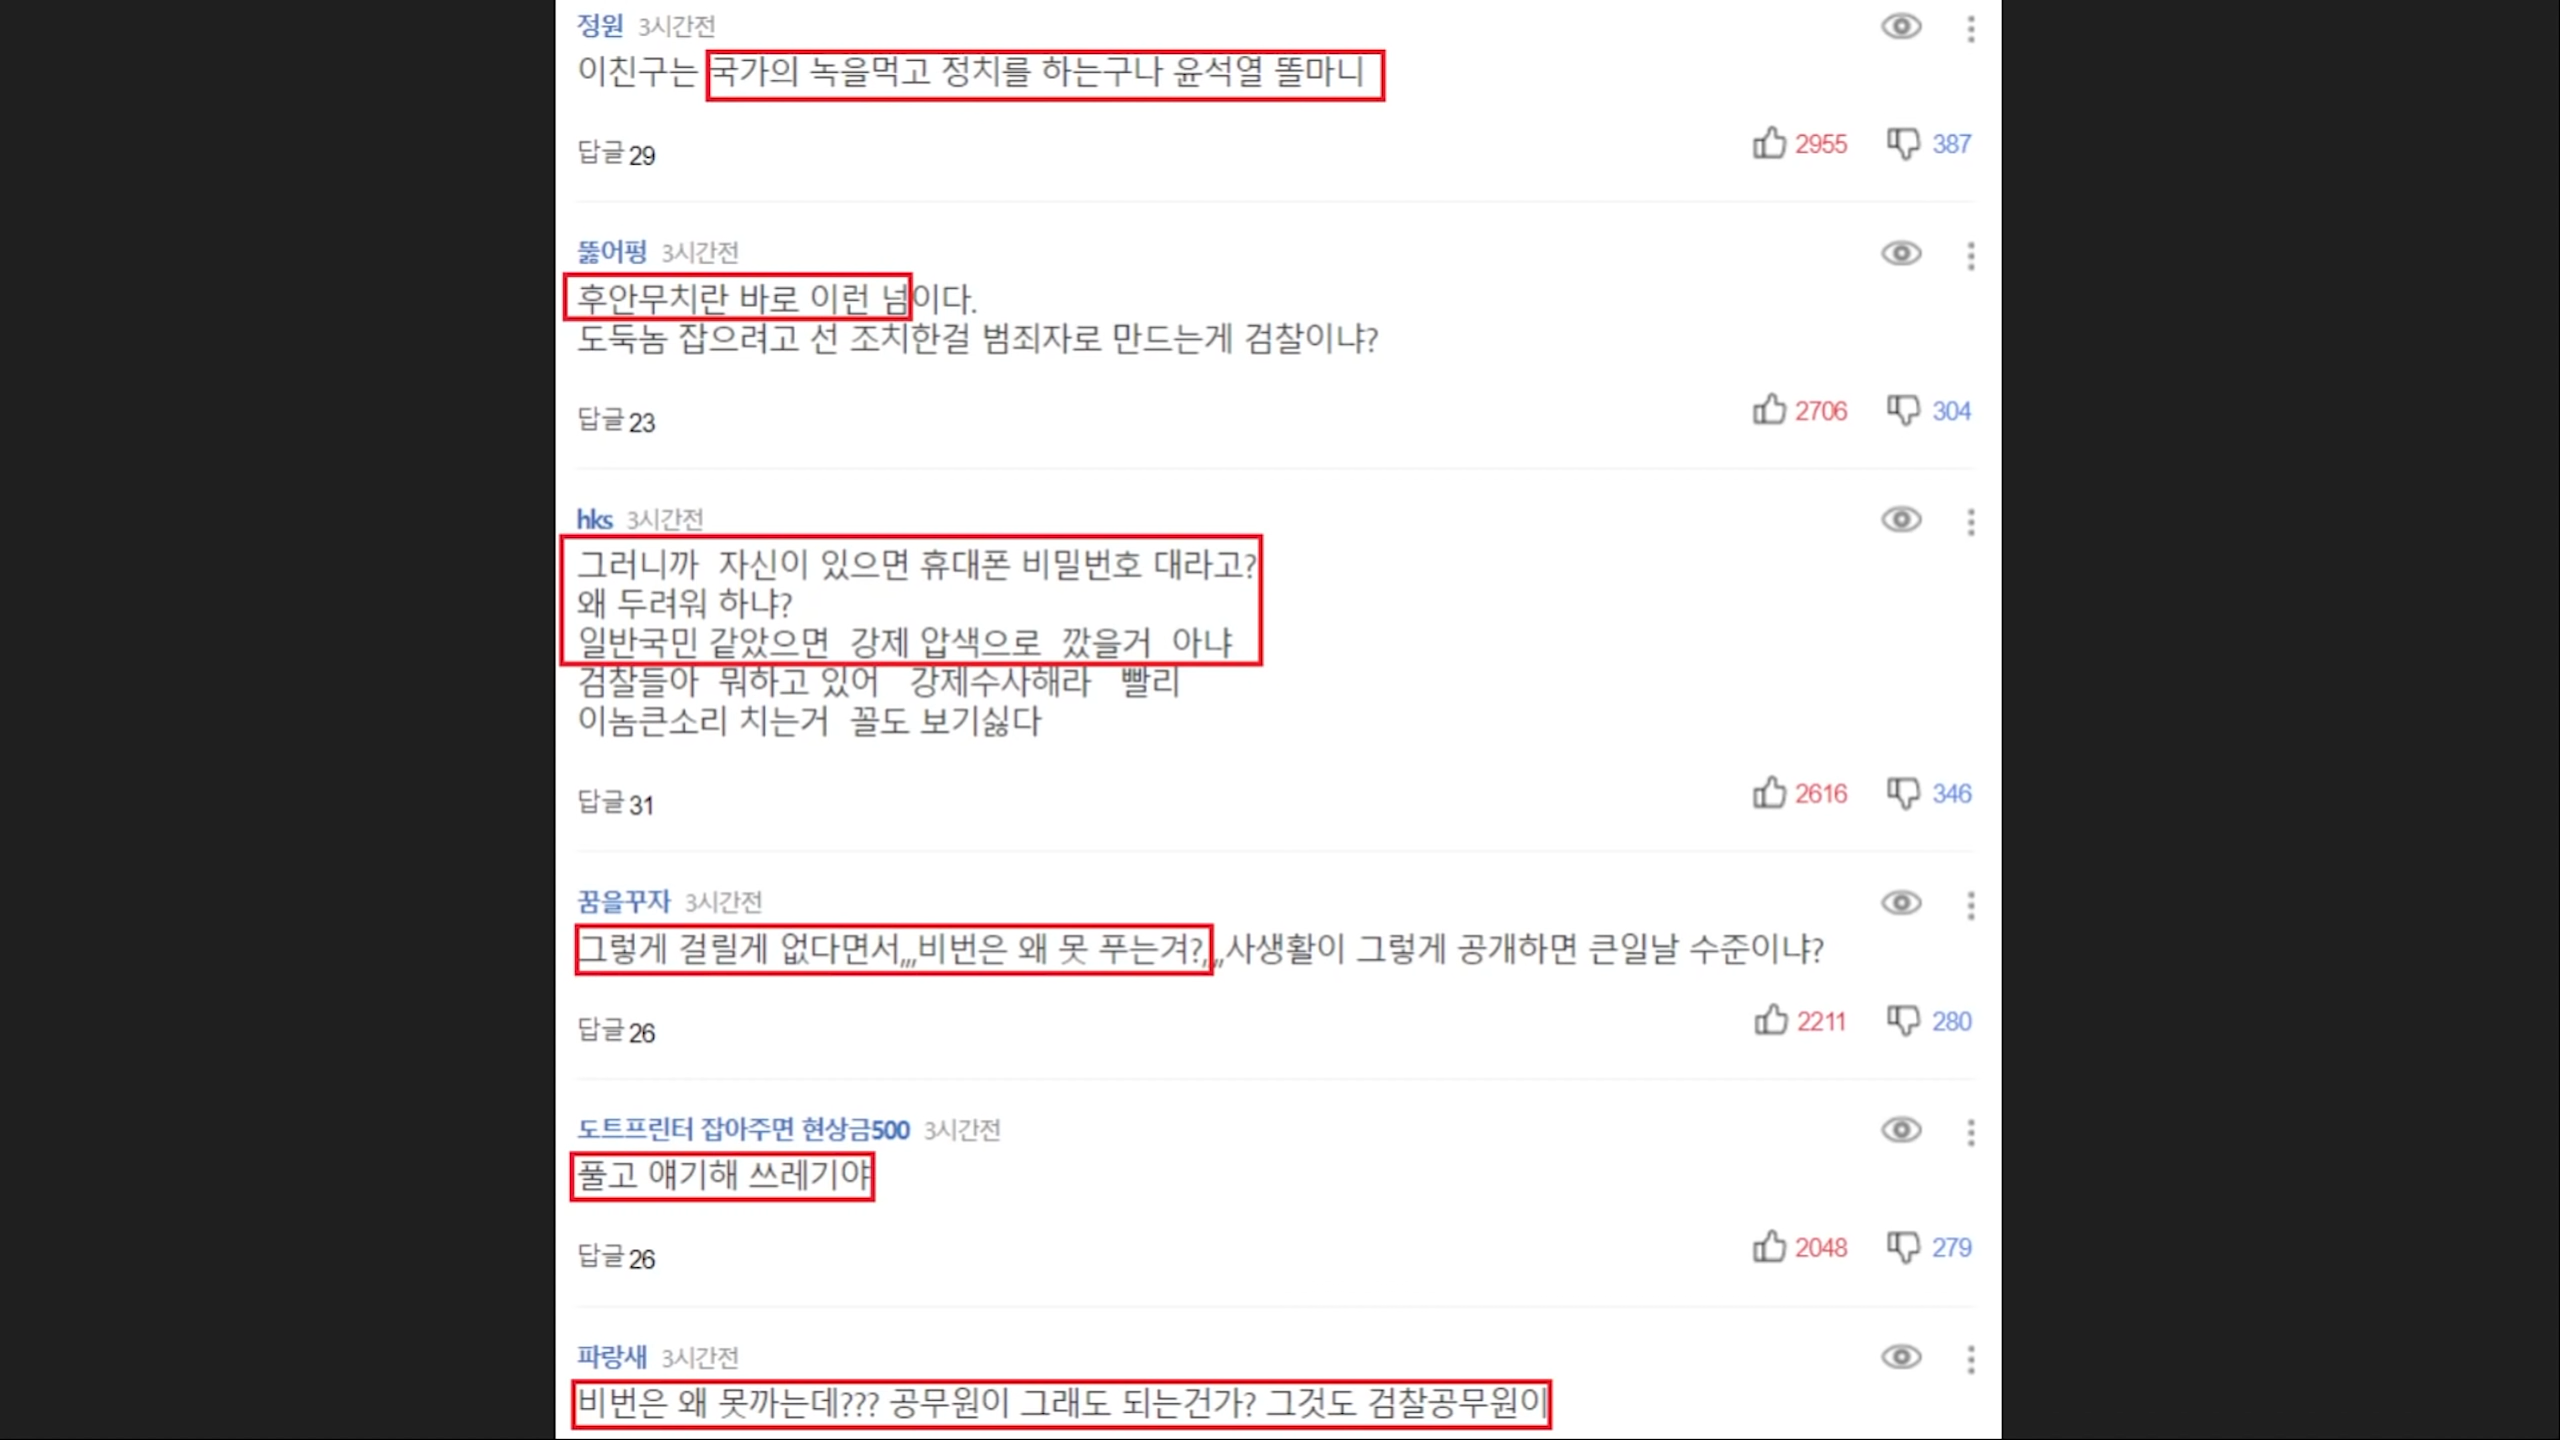 정원 3시간전
이친구는 국가의 녹을먹고 정치를 하는구나 윤석열 똘마니
답글 29 2955 387
뚫어펑 3시간전
후안무치란 바로 이런 넘이다.
도둑놈 잡으려고 선 조치한걸 범죄자로 만드는게 검찰이냐?
답글 23 2706 304
hks 3시간전
그러니까 자신이 있으면 휴대폰 비밀번호 대라고?
왜 두려워 하냐?
일반국민 같았으면 강제 압색으로 깠을거 아냐
검찰들아 뭐하고 있어 강제수사해라 빨리
이놈큰소리 치는거 꼴도 보기싫다
답글 31 2616 346
꿈을꾸자 3시간전
그렇게 걸릴게 없다면서,,,비번은 왜 못 푸는겨?,,,사생활이 그렇게 공개하면 큰일날 수준이냐?
답글 26 2211 280
도트프린터 잡아주면 현상금500 3시간전
풀고 얘기해 쓰레기야
답글 26 2048 279
파랑새 3시간전
비번은 왜 못까는데??? 공무원이 그래도 되는건가? 그것도 검찰공무원이